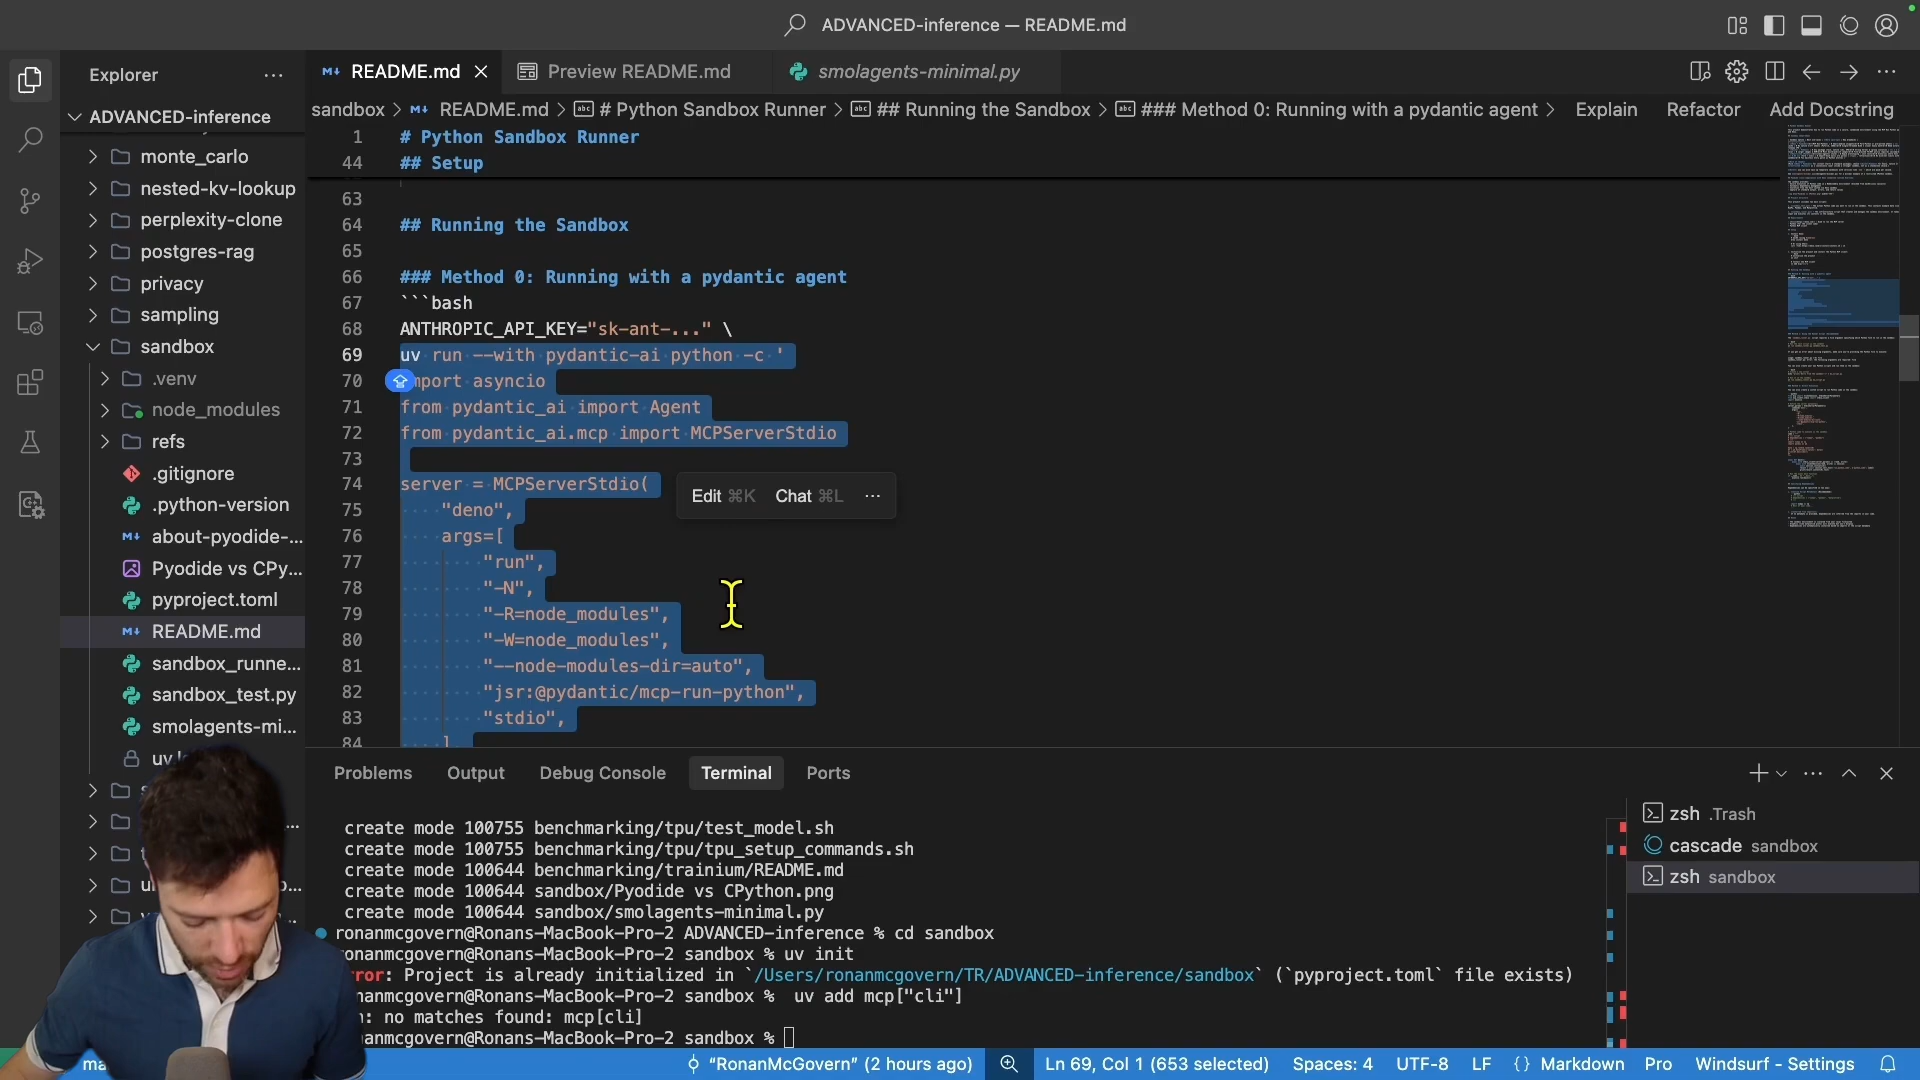 ADVANCED-inference — README.md
Explorer
README.md
Preview README.md
smolagents-minimal.py
ADVANCED-inference
sandbox > README.md > # Python Sandbox Runner > ## Running the Sandbox > ### Method 0: Running with a pydantic agent >
Explain Refactor Add Docstring
monte_carlo
nested-kv-lookup
perplexity-clone
postgres-rag
privacy
sampling
sandbox
.venv
node_modules
refs
.gitignore
.python-version
about-pyodide-...
Pyodide vs CPy...
pyproject.toml
README.md
sandbox_runne...
sandbox_test.py
smolagents-mi...
1 # Python Sandbox Runner
44 ## Setup
63
64 ## Running the Sandbox
65
66 ### Method 0: Running with a pydantic agent
67 ```bash
68 ANTHROPIC_API_KEY="sk-ant-..." \
69 uv run --with pydantic-ai python -c '
70 mport asyncio
71 from pydantic_ai import Agent
72 from pydantic_ai.mcp import MCPServerStdio
73
74 server = MCPServerStdio(
75 "deno",
76 args=[
77 "run",
78 "-N",
79 "-R=node_modules",
80 "-W=node_modules",
81 "--node-modules-dir=auto",
82 "jsr:@pydantic/mcp-run-python",
83 "stdio",
84 ]
Edit ⌘K Chat ⌘L ...
Problems Output Debug Console Terminal Ports
create mode 100755 benchmarking/tpu/test_model.sh
create mode 100755 benchmarking/tpu/tpu_setup_commands.sh
create mode 100644 benchmarking/trainium/README.md
create mode 100644 sandbox/Pyodide vs CPython.png
create mode 100644 sandbox/smolagents-minimal.py
ronanmcgovern@Ronans-MacBook-Pro-2 ADVANCED-inference % cd sandbox
ronanmcgovern@Ronans-MacBook-Pro-2 sandbox % uv init
rror: Project is already initialized in `/Users/ronanmcgovern/TR/ADVANCED-inference/sandbox` (`pyproject.toml` file exists)
nanmcgovern@Ronans-MacBook-Pro-2 sandbox %  uv add mcp["cli"]
: no matches found: mcp[cli]
anmcgovern@Ronans-MacBook-Pro-2 sandbox %
zsh .Trash
cascade sandbox
zsh sandbox
"RonanMcGovern" (2 hours ago)
Ln 69, Col 1 (653 selected)
Spaces: 4
UTF-8
LF
{ } Markdown
Pro
Windsurf - Settings